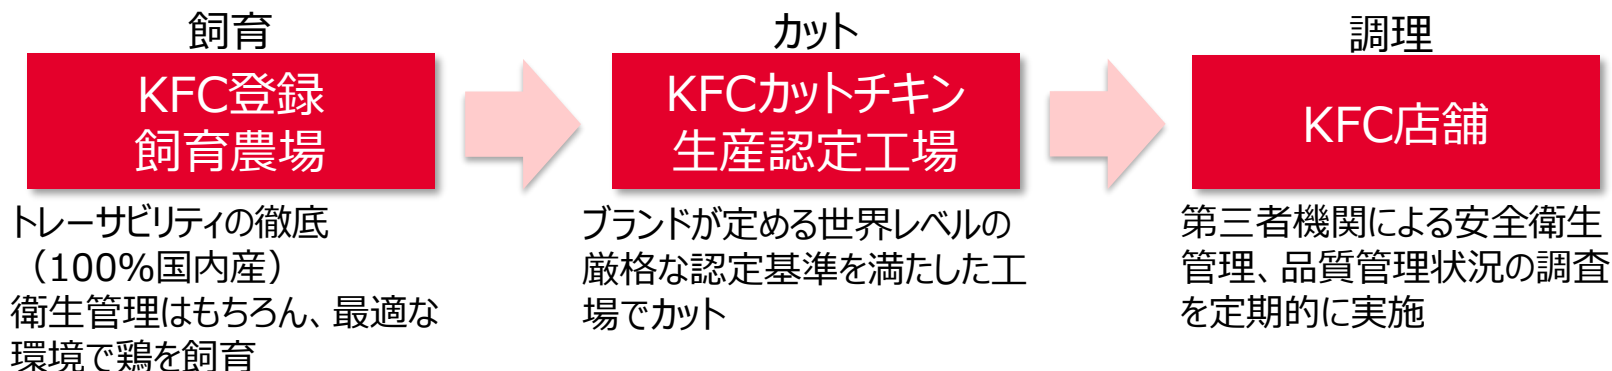 飼育
KFC登録
飼育農場
トレーサビリティの徹底
（100%国内産）
衛生管理はもちろん、最適な
環境で鶏を飼育
カット
KFCカットチキン
生産認定工場
ブランドが定める世界レベルの
厳格な認定基準を満たした工
場でカット
調理
KFC店舗
第三者機関による安全衛生
管理、品質管理状況の調査
を定期的に実施